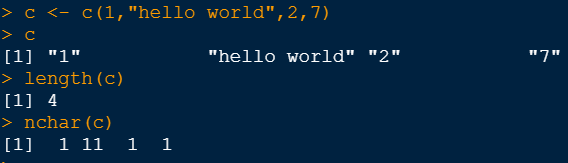 > c <- c(1,"hello world",2,7)
> c
[1] "1"           "hello world" "2"           "7"
> length(c)
[1] 4
> nchar(c)
[1]  1 11  1  1